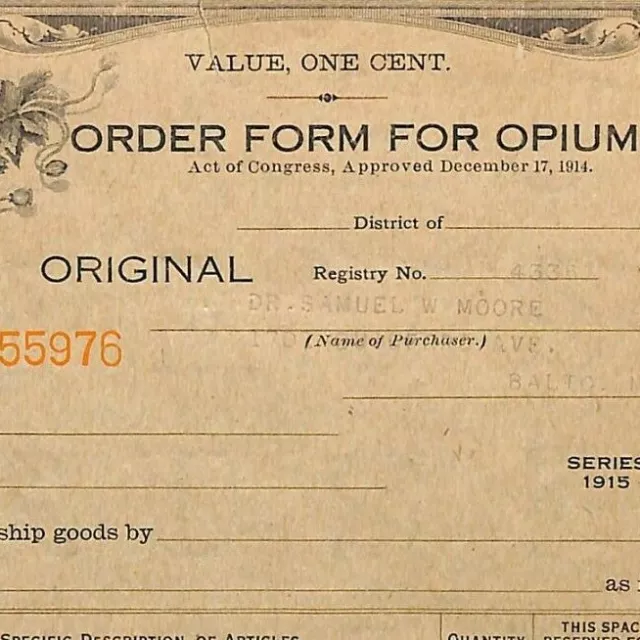 VALUE, ONE CENT.
ORDER FORM FOR OPIUM
Act of Congress, Approved December 17, 1914.
District of
ORIGINAL
Registry No. 4336
DR. SAMUEL W MOORE
55976
(Name of Purchaser.)
AVE.
BALTO.
SERIES
1915
ship goods by
as
THIS SPAC
SPECIFIC DESCRIPTION OF ARTICLES
QUANTITY